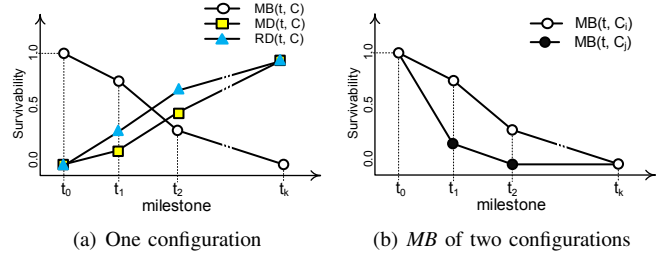 MB(t, C)
MD(t, C)
RD(t, C)
Survivability
1.0
0.5
0.0
t0 t1 t2 tk
milestone
(a) One configuration
MB(t, Ci)
MB(t, Cj)
Survivability
1.0
0.5
0.0
t0 t1 t2 tk
milestone
(b) MB of two configurations